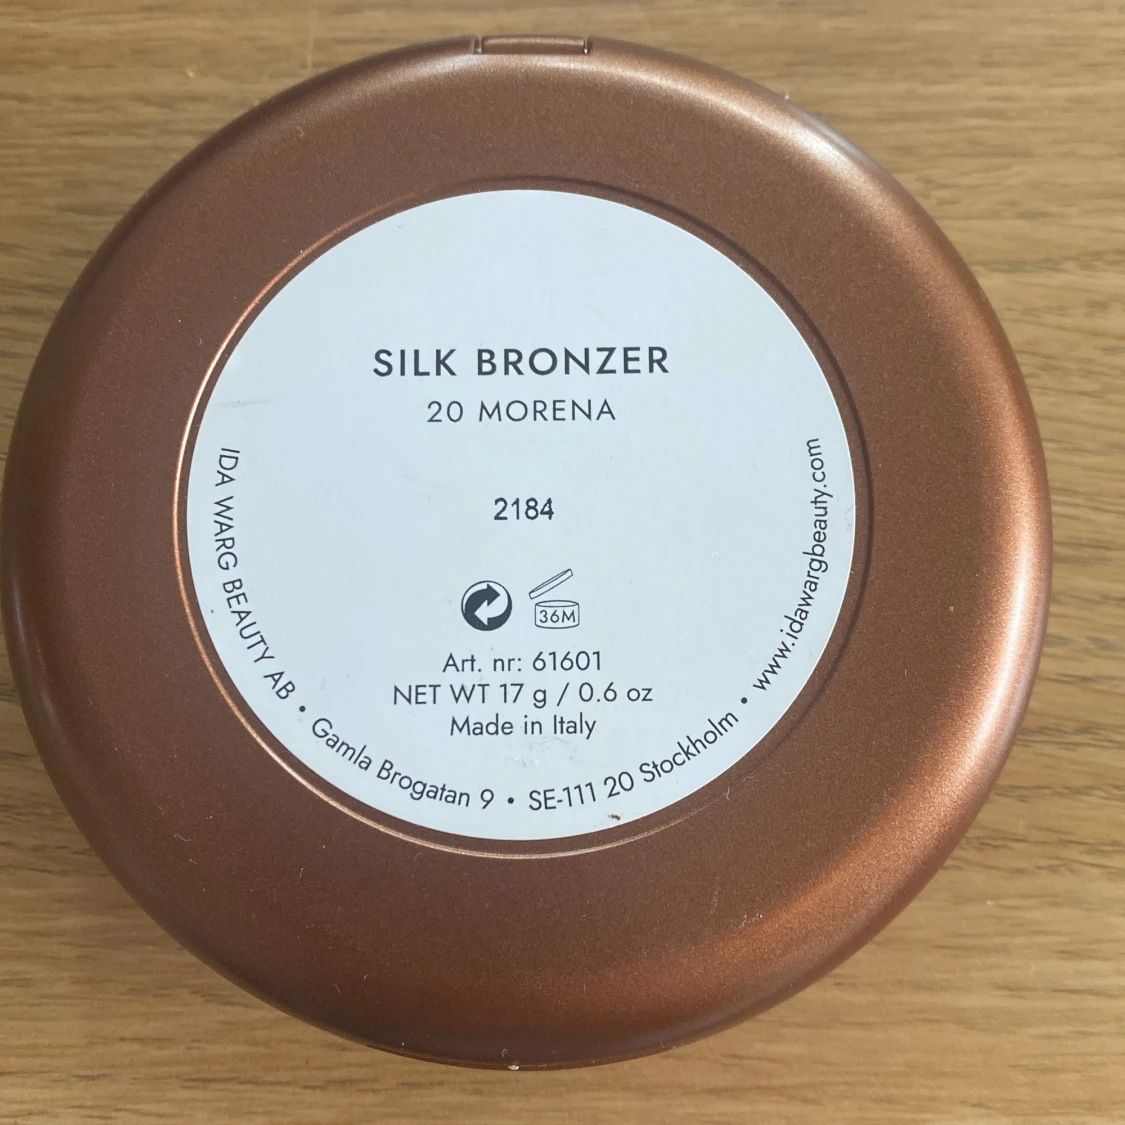 SILK BRONZER
20 MORENA
2184
36M
Art. nr: 61601
NET WT 17 g / 0.6 oz
Made in Italy
IDA WARG BEAUTY AB • Gamla Brogatan 9 • SE-111 20 Stockholm • www.idawargbeauty.com